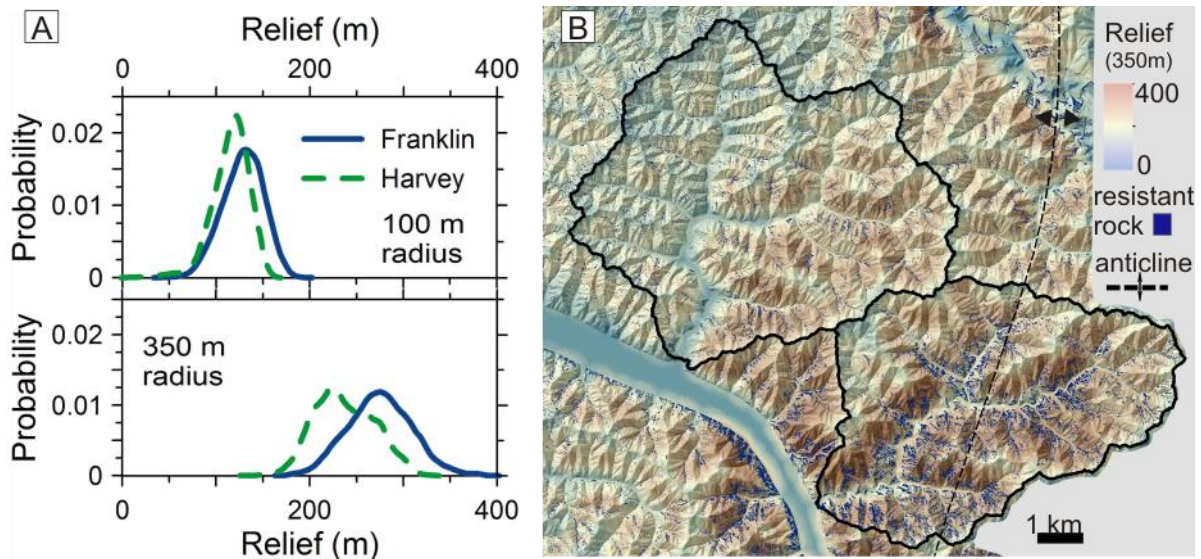 A
Relief (m)
0 200 400
Probability
0.02
0.01
0
Franklin
Harvey
100 m
radius
Probability
0.02
0.01
0
350 m
radius
0 200 400
Relief (m)
B
1 km
Relief
(350m)
400
0
resistant
rock
anticline